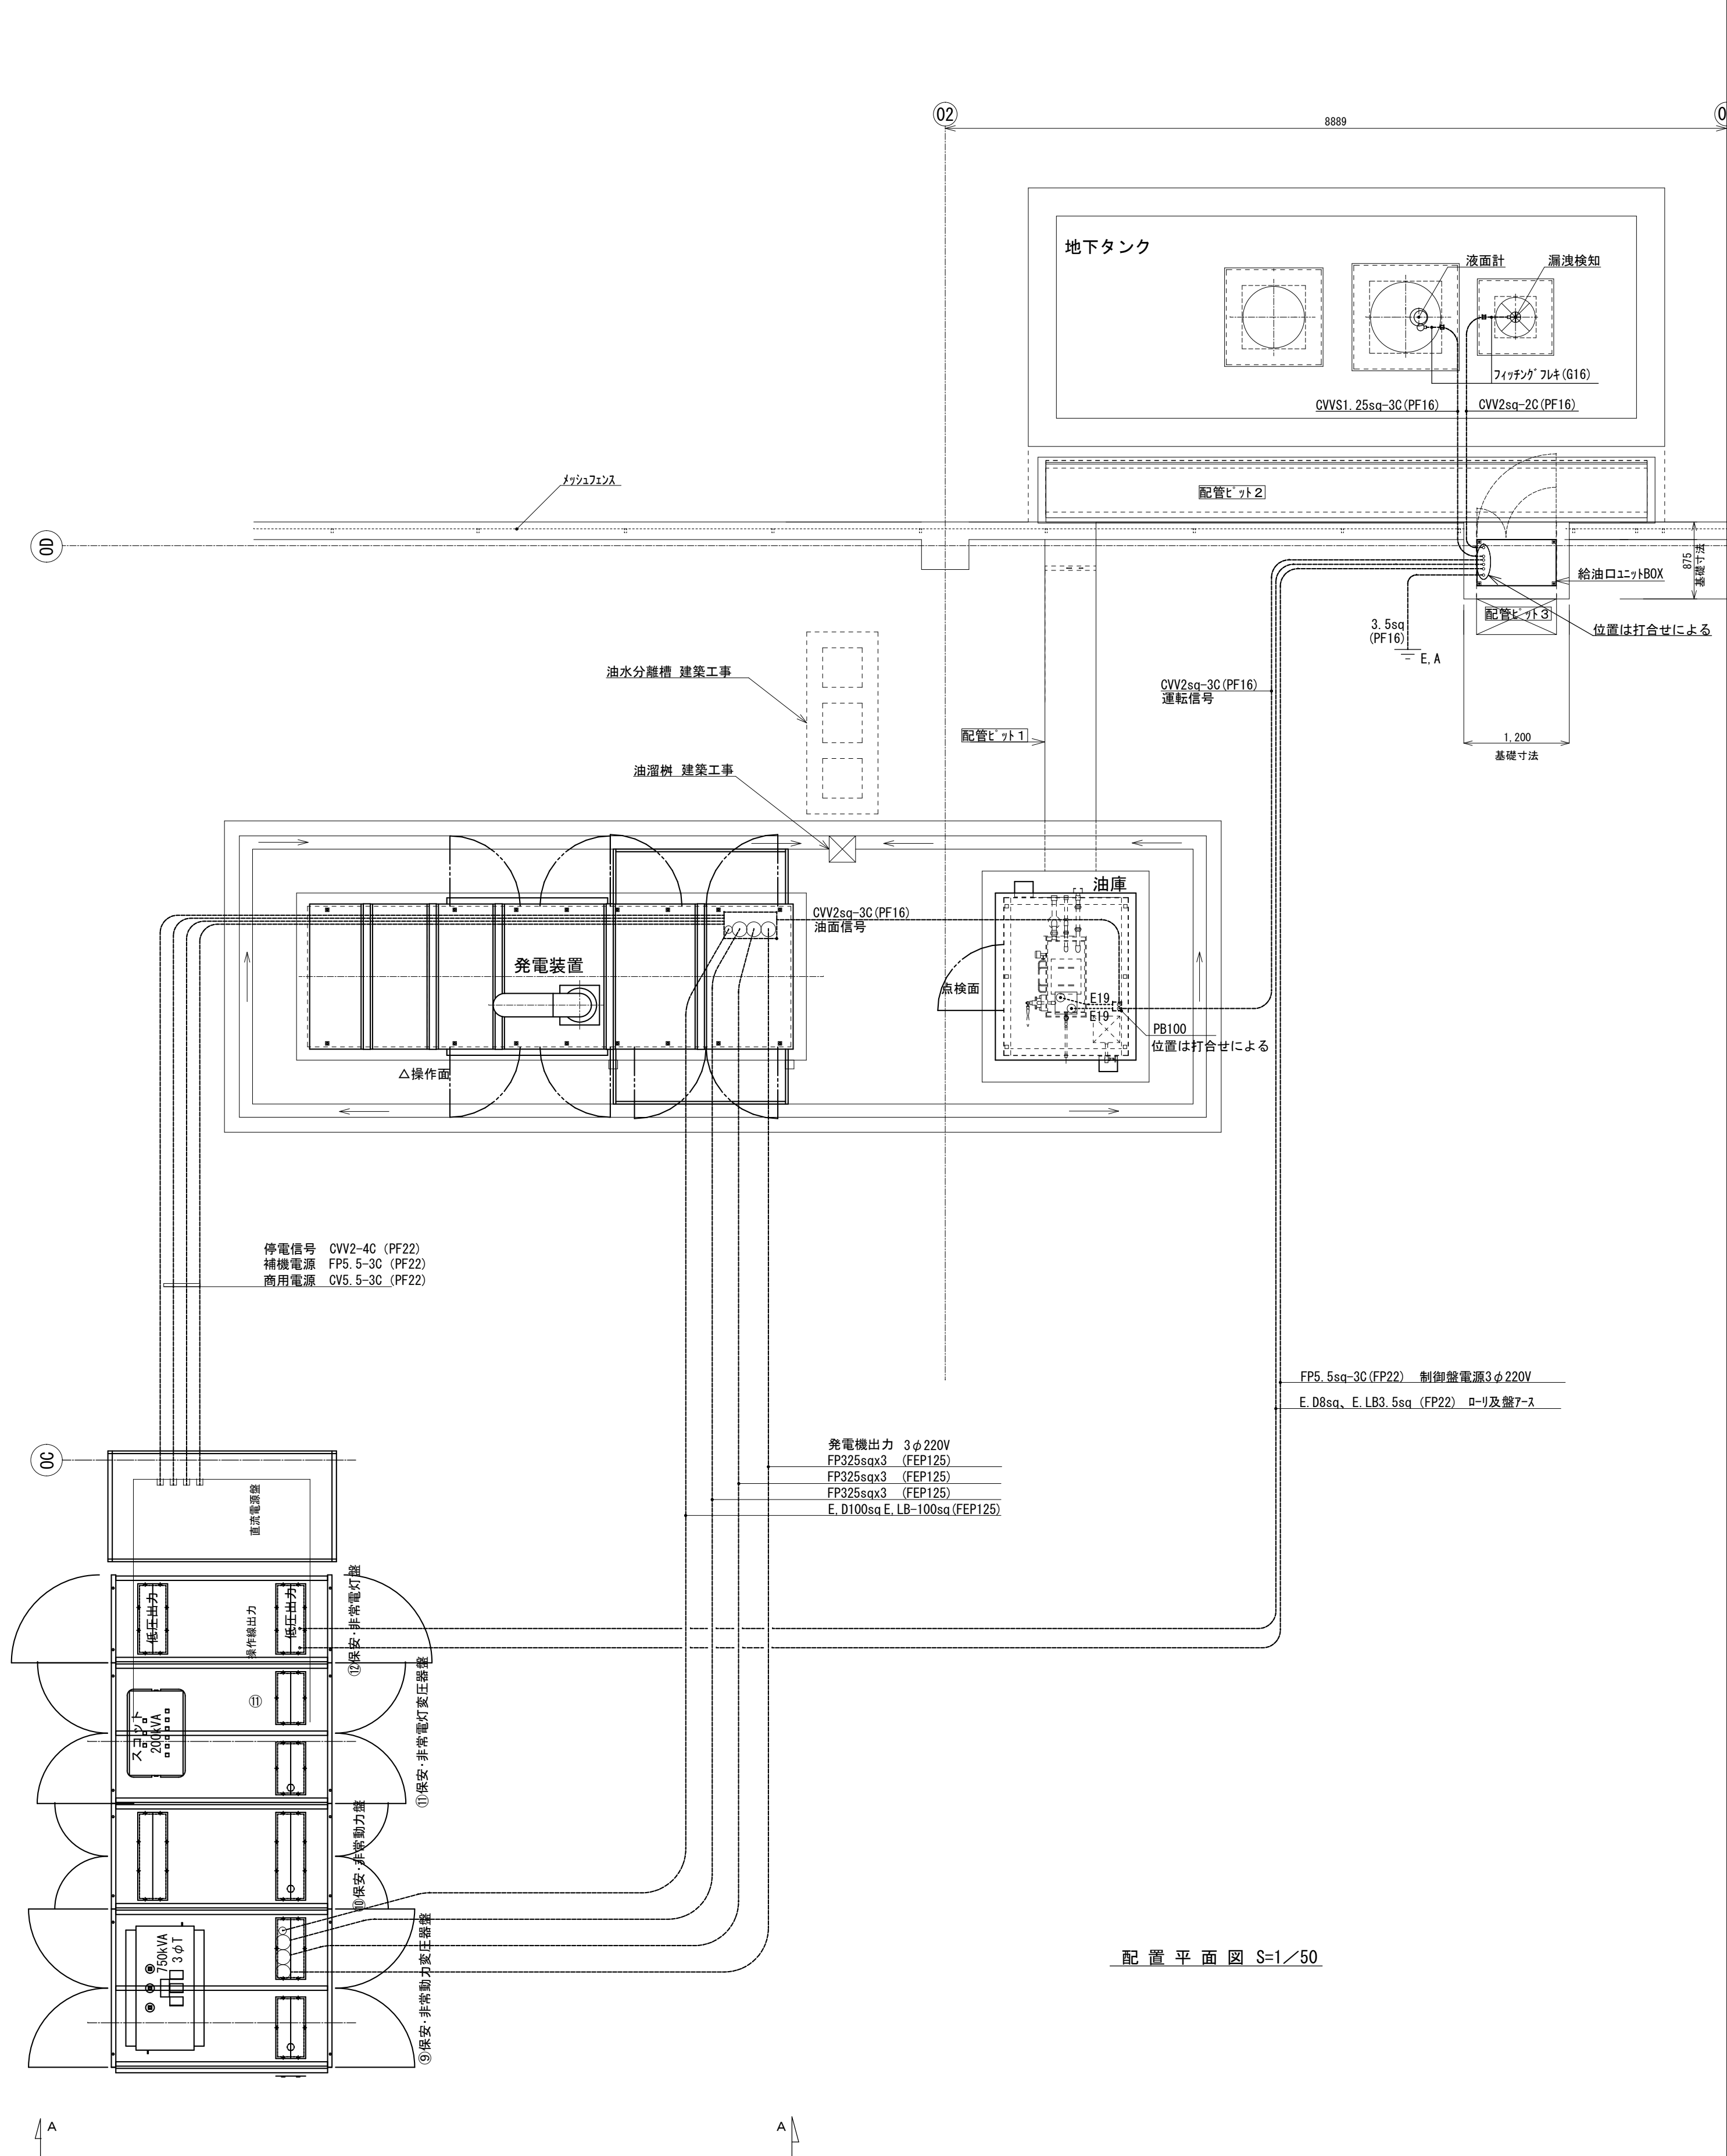 02
0
8889
地下タンク
液面計
漏洩検知
フィッチングフレキ(G16)
CVVS1.25sq-3C(PF16)
CVV2sq-2C(PF16)
メッシュフェンス
配管ピット2
0D
875
基礎寸法
給油口ユニットBOX
配管ピット3
位置は打合せによる
3.5sq
(PF16)
E,A
油水分離槽 建築工事
CVV2sq-3C(PF16)
運転信号
配管ピット1
1,200
基礎寸法
油溜桝 建築工事
油庫
CVV2sq-3C(PF16)
油面信号
発電装置
点検面
E19
E19
PB100
位置は打合せによる
△操作面
停電信号 CVV2-4C (PF22)
補機電源 FP5.5-3C (PF22)
商用電源 CV5.5-3C (PF22)
FP5.5sq-3C(FP22) 制御盤電源3φ220V
E.D8sq、E.LB3.5sq (FP22) ローリ及盤アース
発電機出力 3φ220V
FP325sqx3 (FEP125)
FP325sqx3 (FEP125)
FP325sqx3 (FEP125)
E,D100sq E,LB-100sq(FEP125)
0C
直流電源盤
低圧出力
操作線出力
低圧出力
⑫保安・非常電灯盤
スコット
200kVA
⑪
⑪保安・非常電灯変圧器盤
⑩保安・非常動力盤
750kVA
3φT
⑨保安・非常動力変圧器盤
配置平面図 S=1/50
A
A